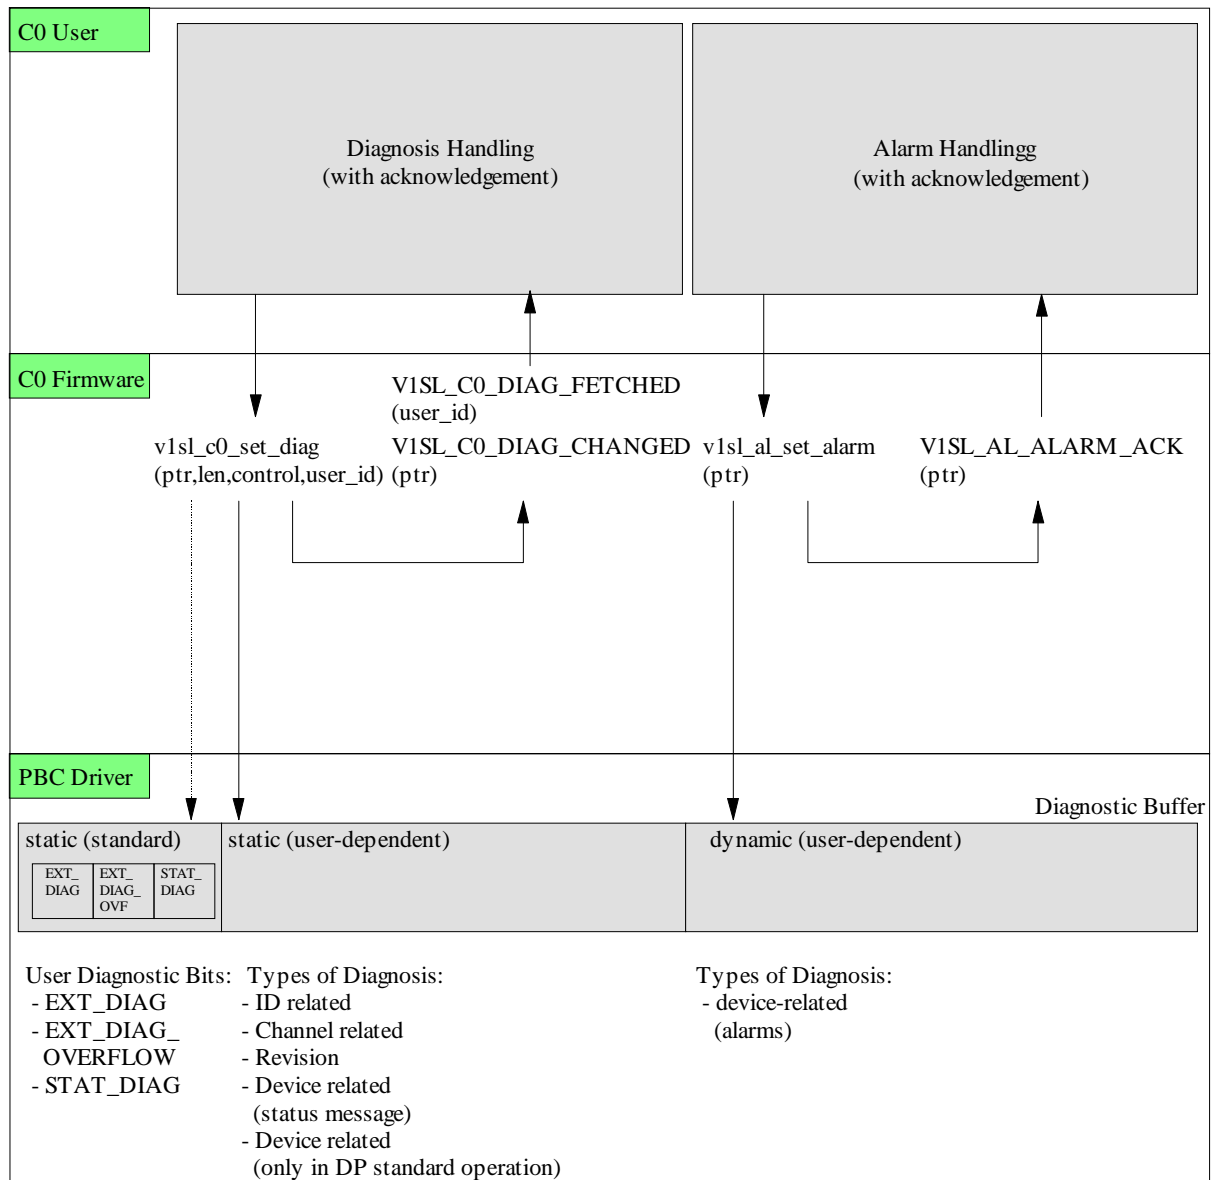 C0 User
Diagnosis Handling
(with acknowledgement)
Alarm Handlingg
(with acknowledgement)
C0 Firmware
V1SL_C0_DIAG_FETCHED
(user_id)
v1sl_c0_set_diag
(ptr,len,control,user_id)
V1SL_C0_DIAG_CHANGED
(ptr)
v1sl_al_set_alarm
(ptr)
V1SL_AL_ALARM_ACK
(ptr)
PBC Driver
Diagnostic Buffer
static (standard)
EXT_
DIAG
EXT_
DIAG_
OVF
STAT_
DIAG
static (user-dependent)
dynamic (user-dependent)
User Diagnostic Bits:
- EXT_DIAG
- EXT_DIAG_
OVERFLOW
- STAT_DIAG
Types of Diagnosis:
- ID related
- Channel related
- Revision
- Device related
(status message)
- Device related
(only in DP standard operation)
Types of Diagnosis:
- device-related
(alarms)